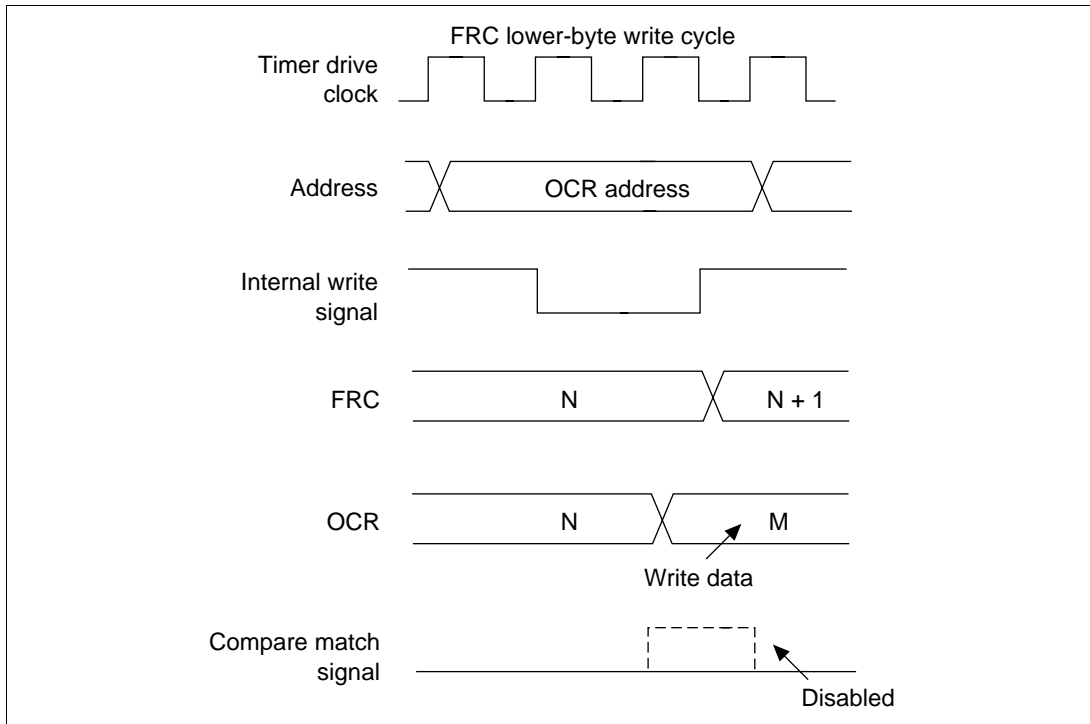 FRC lower-byte write cycle
Timer drive
clock
Address
OCR address
Internal write
signal
FRC
N
N + 1
OCR
N
M
Write data
Compare match
signal
Disabled